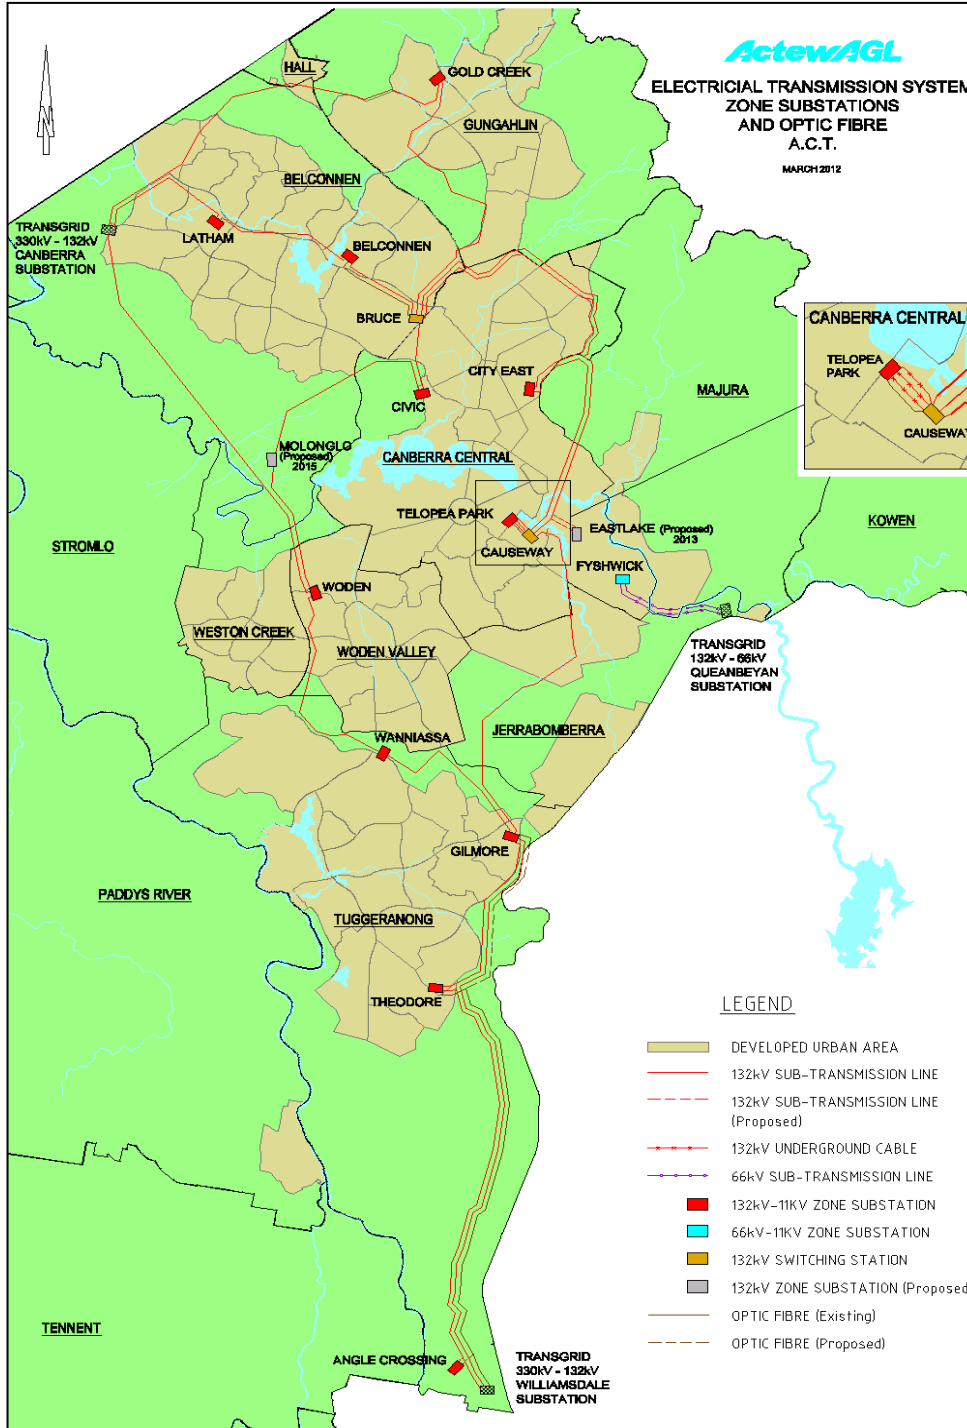 ActewAGL
ELECTRICIAL TRANSMISSION SYSTEM
ZONE SUBSTATIONS
AND OPTIC FIBRE
A.C.T.
MARCH 2012
HALL
GOLD CREEK
GUNGAHLIN
BELCONNEN
TRANSGRID
330kV - 132kV
CANBERRA
SUBSTATION
LATHAM
BELCONNEN
BRUCE
CANBERRA CENTRAL
TELOPEA
PARK
CAUSEWAY
CITY EAST
CIVIC
MAJURA
MOLONGLO
(Proposed)
2015
CANBERRA CENTRAL
TELOPEA PARK
CAUSEWAY
EASTLAKE (Proposed)
2013
FYSHWICK
KOWEN
STROMLO
WODEN
WESTON CREEK
WODEN VALLEY
TRANSGRID
132kV - 66kV
QUEANBEYAN
SUBSTATION
WANNIASSA
JERRABOMBERRA
GILMORE
PADDYS RIVER
TUGGERANONG
THEODORE
LEGEND
DEVELOPED URBAN AREA
132kV SUB-TRANSMISSION LINE
132kV SUB-TRANSMISSION LINE
(Proposed)
132kV UNDERGROUND CABLE
66kV SUB-TRANSMISSION LINE
132kV-11KV ZONE SUBSTATION
66kV-11KV ZONE SUBSTATION
132kV SWITCHING STATION
132kV ZONE SUBSTATION (Proposed
OPTIC FIBRE (Existing)
OPTIC FIBRE (Proposed)
TENNENT
ANGLE CROSSING
TRANSGRID
330kV - 132kV
WILLIAMSDALE
SUBSTATION